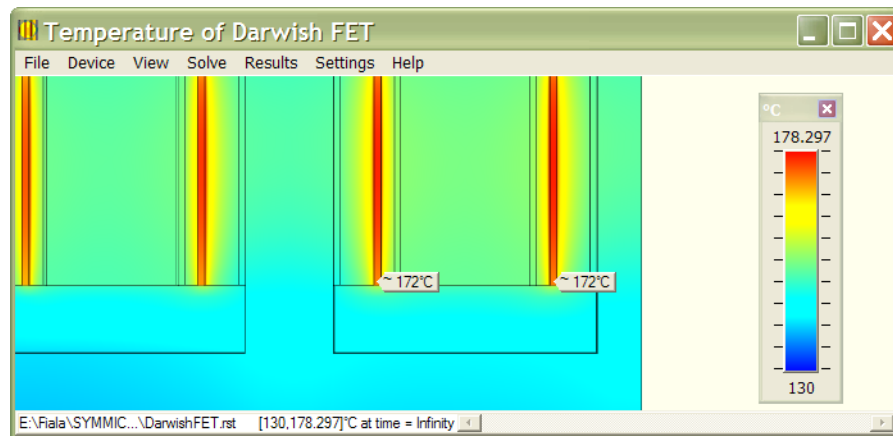 Temperature of Darwish FET
File Device View Solve Results Settings Help
°C
178.297
~ 172°C
~ 172°C
130
E:\Fiala\SYMMIC...\DarwishFET.rst [130,178.297]°C at time = Infinity